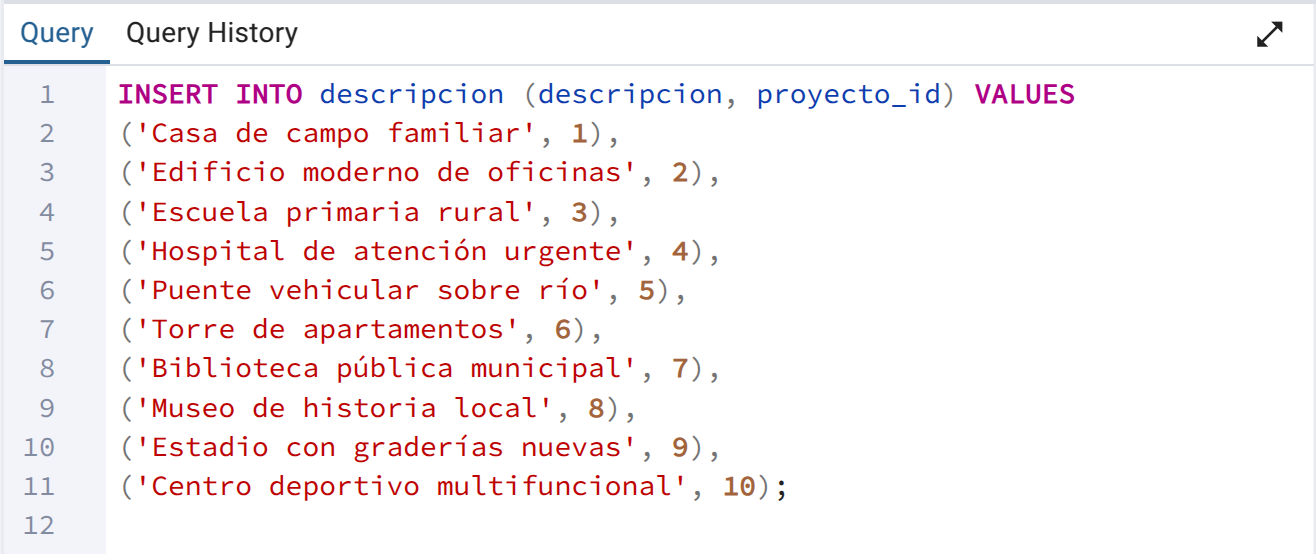 Query Query History
1 INSERT INTO descripcion (descripcion, proyecto_id) VALUES
2 ('Casa de campo familiar', 1),
3 ('Edificio moderno de oficinas', 2),
4 ('Escuela primaria rural', 3),
5 ('Hospital de atención urgente', 4),
6 ('Puente vehicular sobre río', 5),
7 ('Torre de apartamentos', 6),
8 ('Biblioteca pública municipal', 7),
9 ('Museo de historia local', 8),
10 ('Estadio con graderías nuevas', 9),
11 ('Centro deportivo multifuncional', 10);
12